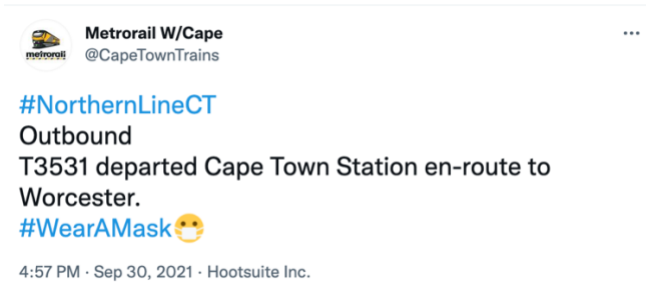 Metrorail W/Cape
metrorail
@CapeTownTrains
#NorthernLineCT
Outbound
T3531 departed Cape Town Station en-route to
Worcester.
#WearAMask😷
4:57 PM · Sep 30, 2021 · Hootsuite Inc.